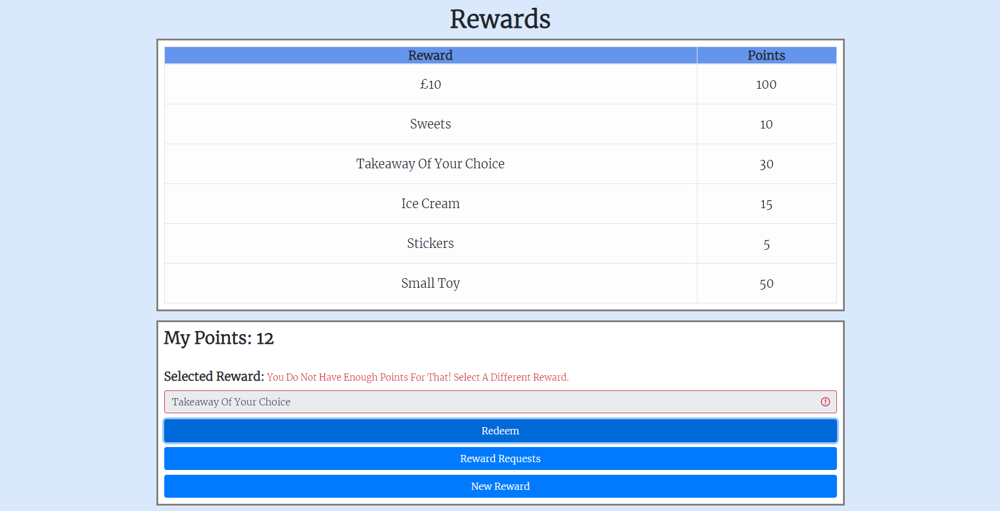 Rewards
Reward Points
£10 100
Sweets 10
Takeaway Of Your Choice 30
Ice Cream 15
Stickers 5
Small Toy 50
My Points: 12
Selected Reward: You Do Not Have Enough Points For That! Select A Different Reward.
Takeaway Of Your Choice
Redeem
Reward Requests
New Reward